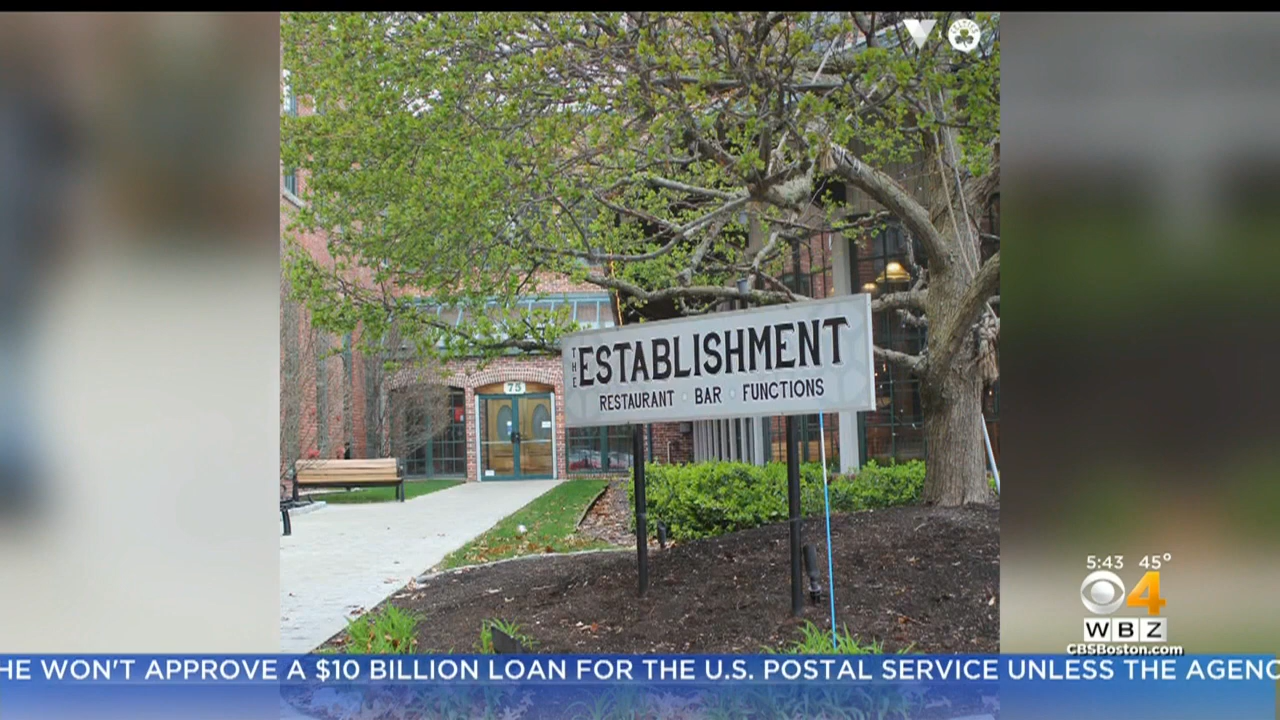 CELTICS
75
THE ESTABLISHMENT
RESTAURANT · BAR · FUNCTIONS
5:43 45°
4
WBZ
CBSBoston.com
HE WON'T APPROVE A $10 BILLION LOAN FOR THE U.S. POSTAL SERVICE UNLESS THE AGENC